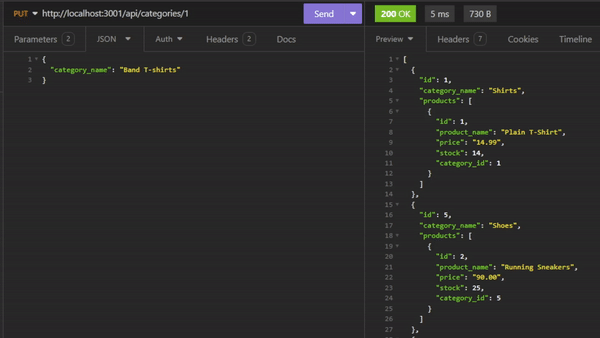 PUT http://localhost:3001/api/categories/1 Send 200 OK 5 ms 730 B
Parameters 2 JSON Auth Headers 2 Docs Preview Headers 7 Cookies Timeline
1 {
2 "category_name": "Band T-shirts"
3 }
1 [
2 {
3 "id": 1,
4 "category_name": "Shirts",
5 "products": [
6 {
7 "id": 1,
8 "product_name": "Plain T-Shirt",
9 "price": "14.99",
10 "stock": 14,
11 "category_id": 1
12 }
13 ]
14 },
15 {
16 "id": 5,
17 "category_name": "Shoes",
18 "products": [
19 {
20 "id": 2,
21 "product_name": "Running Sneakers",
22 "price": "90.00",
23 "stock": 25,
24 "category_id": 5
25 }
26 ]
27 },